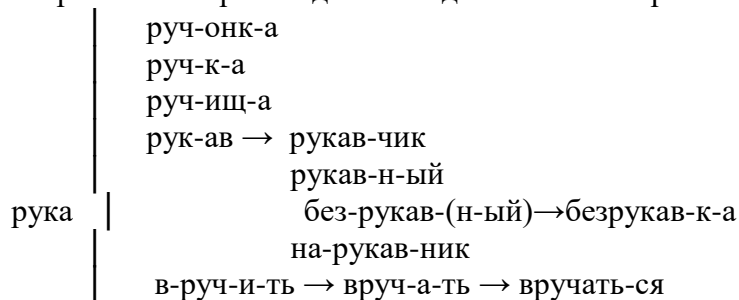 руч-онк-а
руч-к-а
руч-ищ-а
рук-ав → рукав-чик
рукав-н-ый
рука | без-рукав-(н-ый)→безрукав-к-а
на-рукав-ник
в-руч-и-ть → вруч-а-ть → вручать-ся